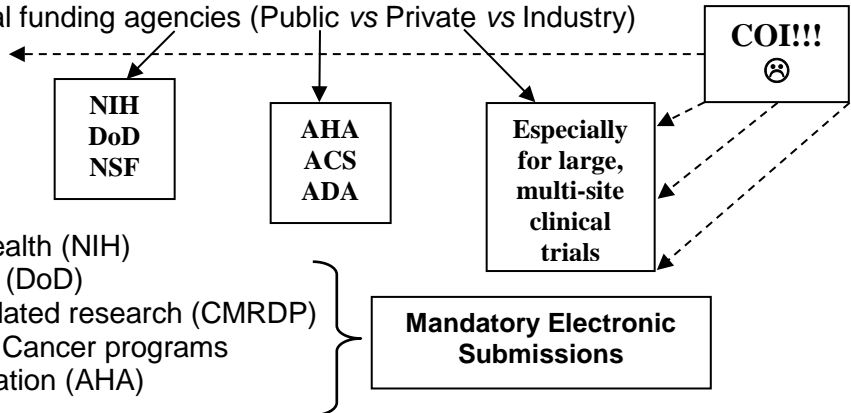 al funding agencies (Public vs Private vs Industry)
COI!!!
☹
NIH
DoD
NSF
AHA
ACS
ADA
Especially
for large,
multi-site
clinical
trials
ealth (NIH)
(DoD)
lated research (CMRDP)
Cancer programs
ation (AHA)
Mandatory Electronic
Submissions